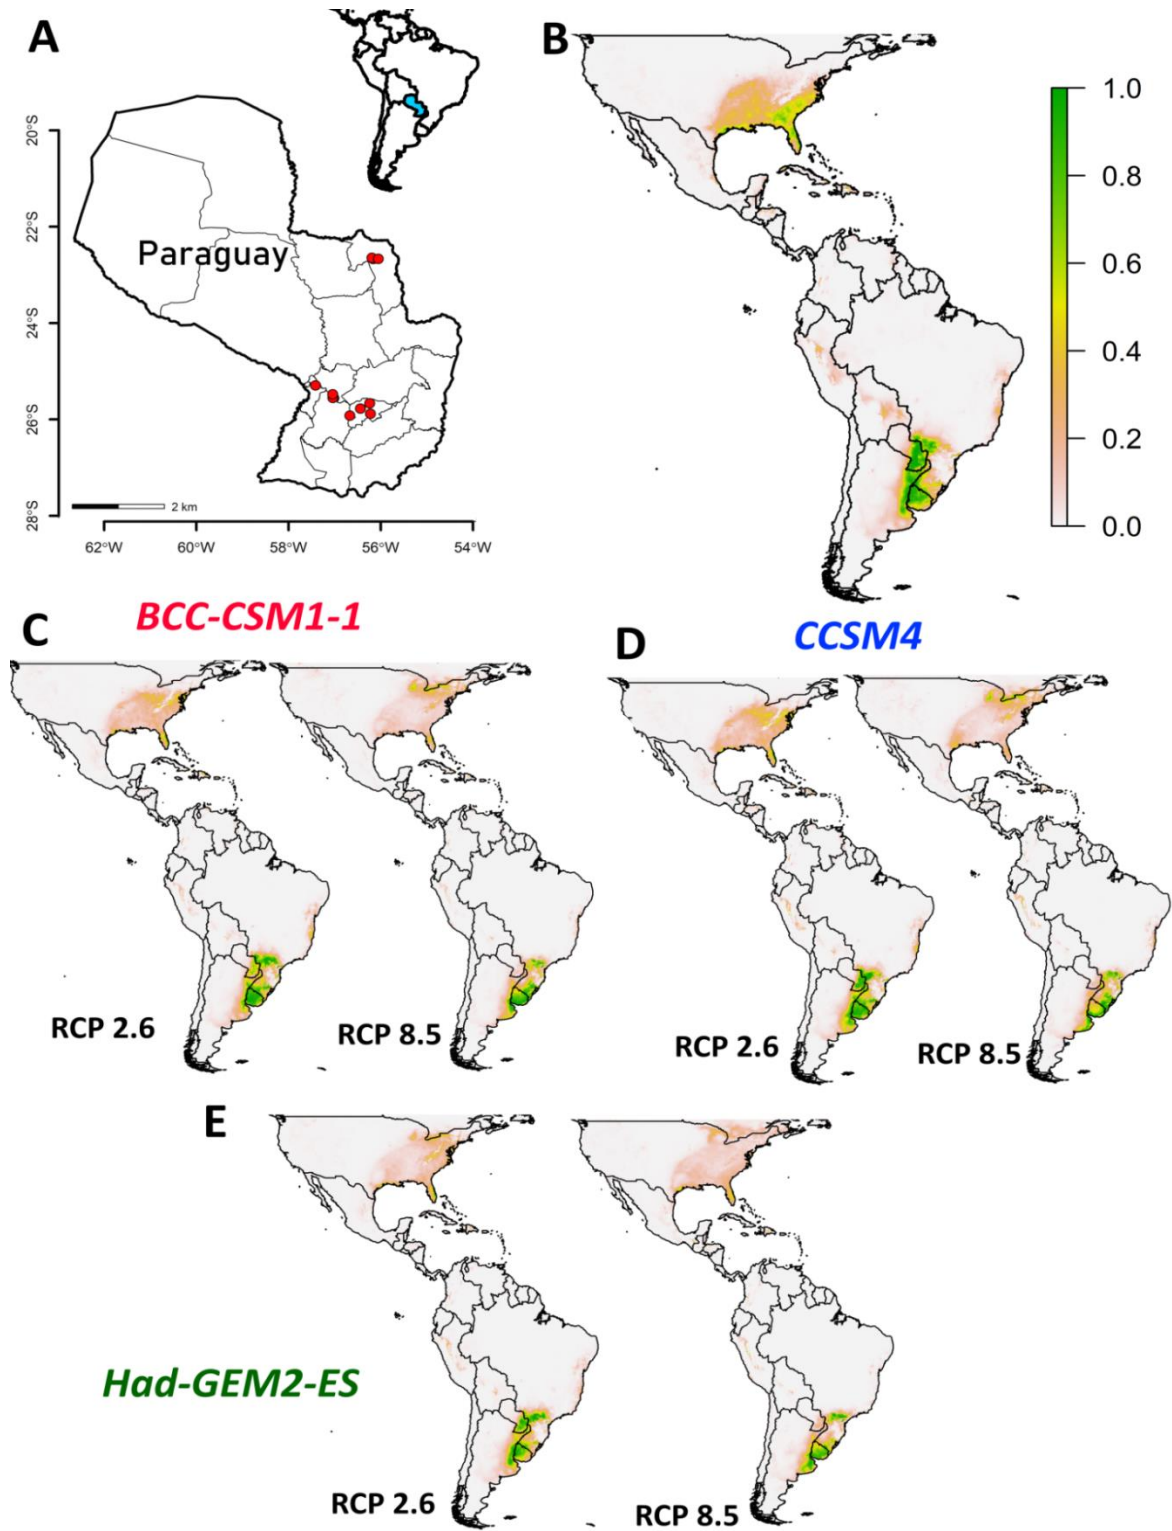 A
B
20°S
22°S
24°S
26°S
28°S
Paraguay
2 km
62°W
60°W
58°W
56°W
54°W
1.0
0.8
0.6
0.4
0.2
0.0
C
BCC-CSM1-1
D
CCSM4
RCP 2.6
RCP 8.5
RCP 2.6
RCP 8.5
E
Had-GEM2-ES
RCP 2.6
RCP 8.5